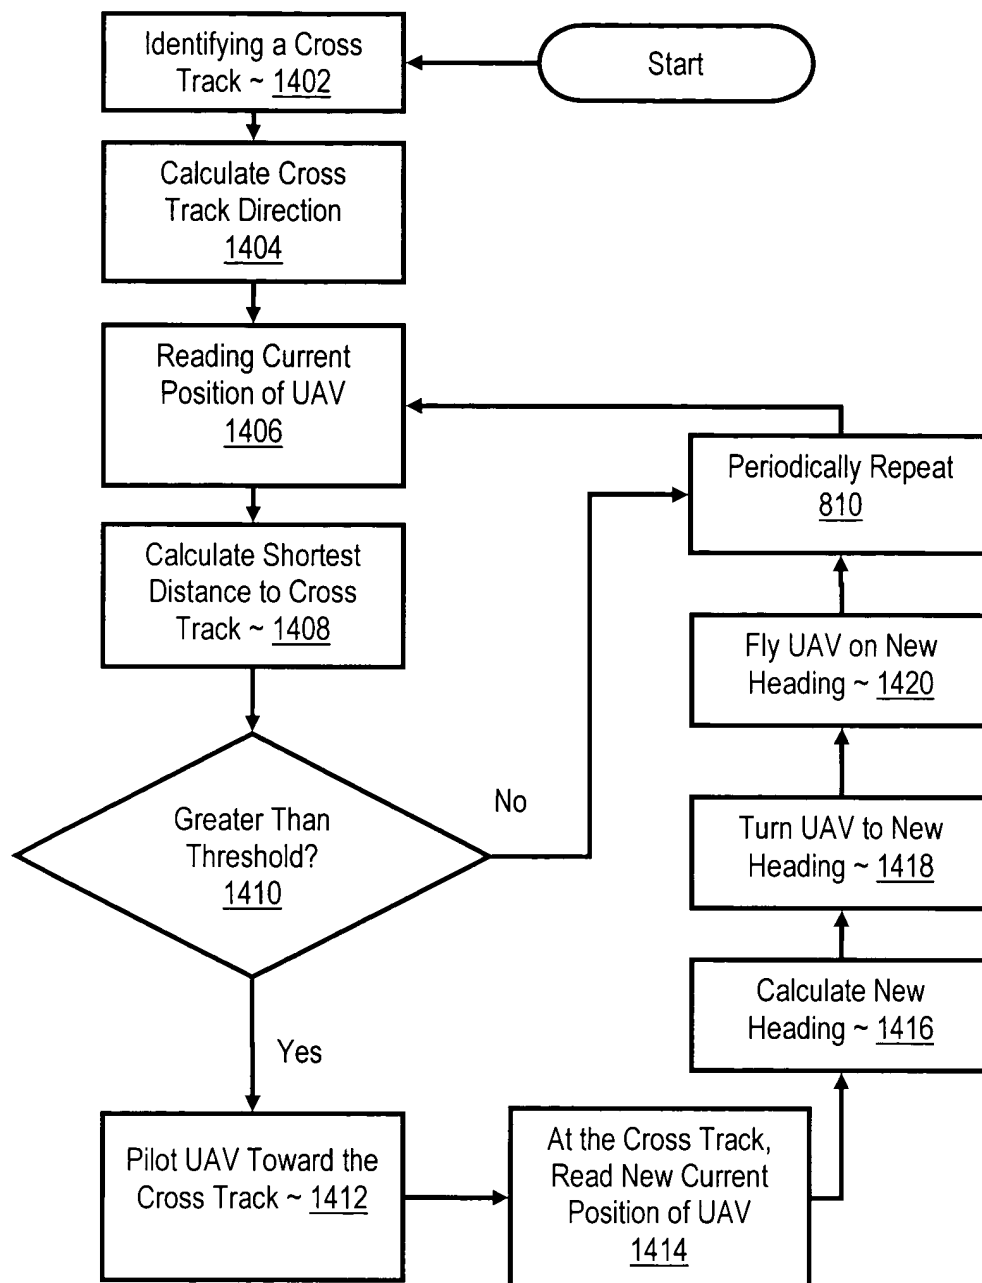 Start
Identifying a Cross
Track ~ 1402
Calculate Cross
Track Direction
1404
Reading Current
Position of UAV
1406
Calculate Shortest
Distance to Cross
Track ~ 1408
Greater Than
Threshold?
1410
No
Yes
Pilot UAV Toward the
Cross Track ~ 1412
At the Cross Track,
Read New Current
Position of UAV
1414
Calculate New
Heading ~ 1416
Turn UAV to New
Heading ~ 1418
Fly UAV on New
Heading ~ 1420
Periodically Repeat
810